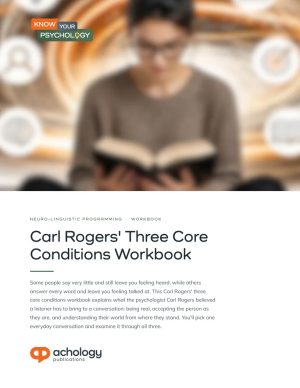 KNOW YOUR
PSYCHOLOGY
NEURO-LINGUISTIC PROGRAMMING WORKBOOK
Carl Rogers' Three Core
Conditions Workbook
Some people say very little and still leave you feeling heard, while others
answer every word and leave you feeling talked at. This Carl Rogers' three
core conditions workbook explains what the psychologist Carl Rogers believed
a listener has to bring to a conversation: being real, accepting the person as
they are, and understanding their world from where they stand. You'll pick one
everyday conversation and examine it through all three.
achology
publications